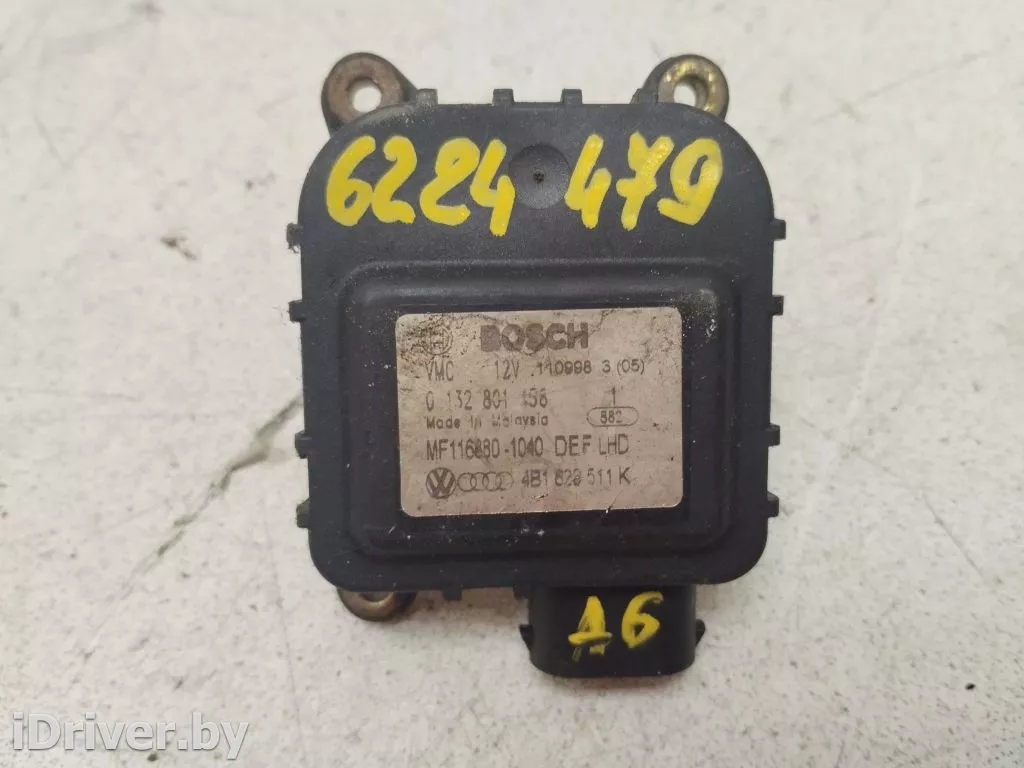 6224 479
BOSCH
VMC 12V 110998 3 (05)
0 132 801 156 1
Made in Malaysia 582
MF116880-1040 DEF LHD
4B1 820 511 K
A6
iDriver.by